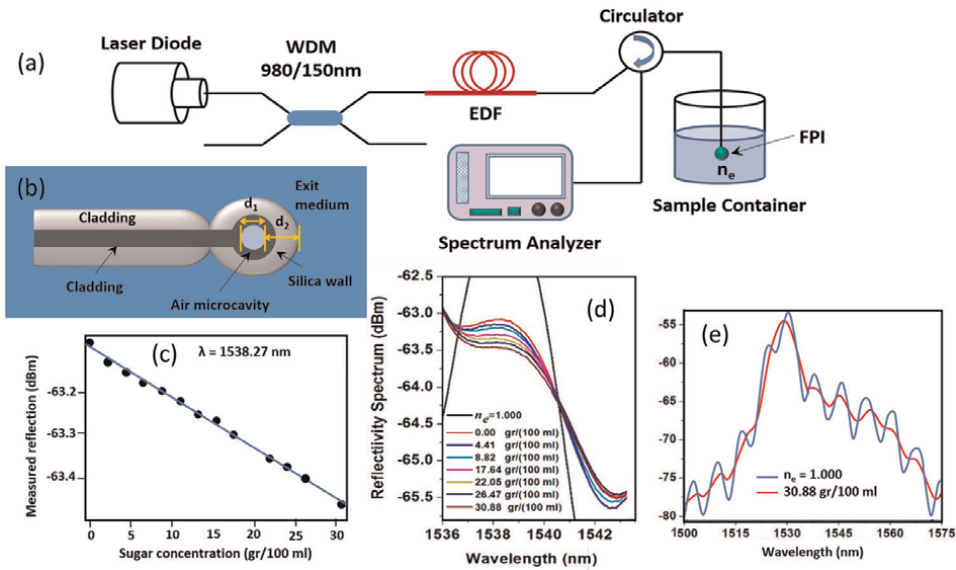 (a)
Laser Diode
WDM
980/150nm
EDF
Circulator
FPI
nₑ
Sample Container
Spectrum Analyzer
(b)
Exit
medium
d₁
d₂
Cladding
Cladding
Air microcavity
Silica wall
(c)
λ = 1538.27 nm
Measured reflection (dBm)
-63.2
-63.3
-63.4
0 5 10 15 20 25 30
Sugar concentration (gr/100 ml)
(d)
Reflectiivity Spectrum (dBm)
-62.5
-63.0
-63.5
-64.0
-64.5
-65.0
-65.5
nₑ=1.000
0.00 gr/(100 ml)
4.41 gr/(100 ml)
8.82 gr/(100 ml)
17.64 gr/(100 ml)
22.05 gr/(100 ml)
26.47 gr/(100 ml)
30.88 gr/(100 ml)
1536 1538 1540 1542
Wavelength (nm)
(e)
-55
-60
-65
-70
-75
-80
nₑ = 1.000
30.88 gr/100 ml
1500 1515 1530 1545 1560 1575
Wavelength (nm)